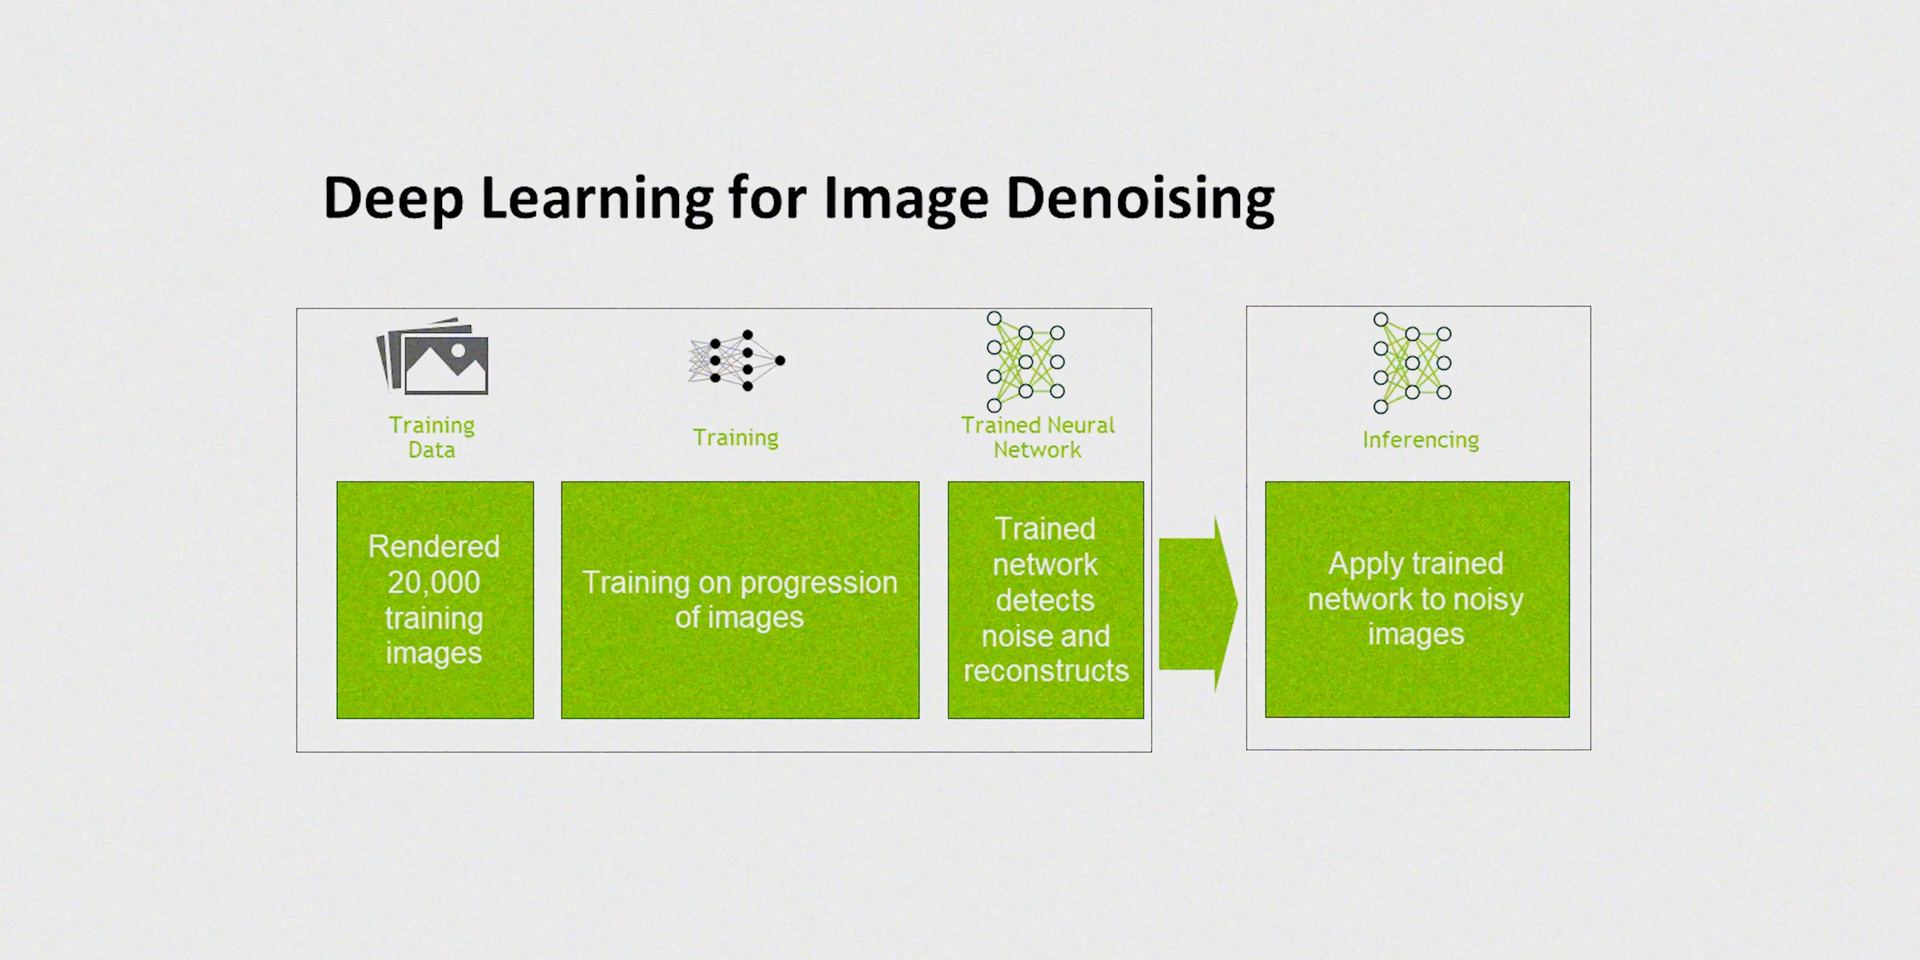 Deep Learning for Image Denoising
Training
Data
Training
Trained Neural
Network
Inferencing
Rendered
20,000
training
images
Training on progression
of images
Trained
network
detects
noise and
reconstructs
Apply trained
network to noisy
images